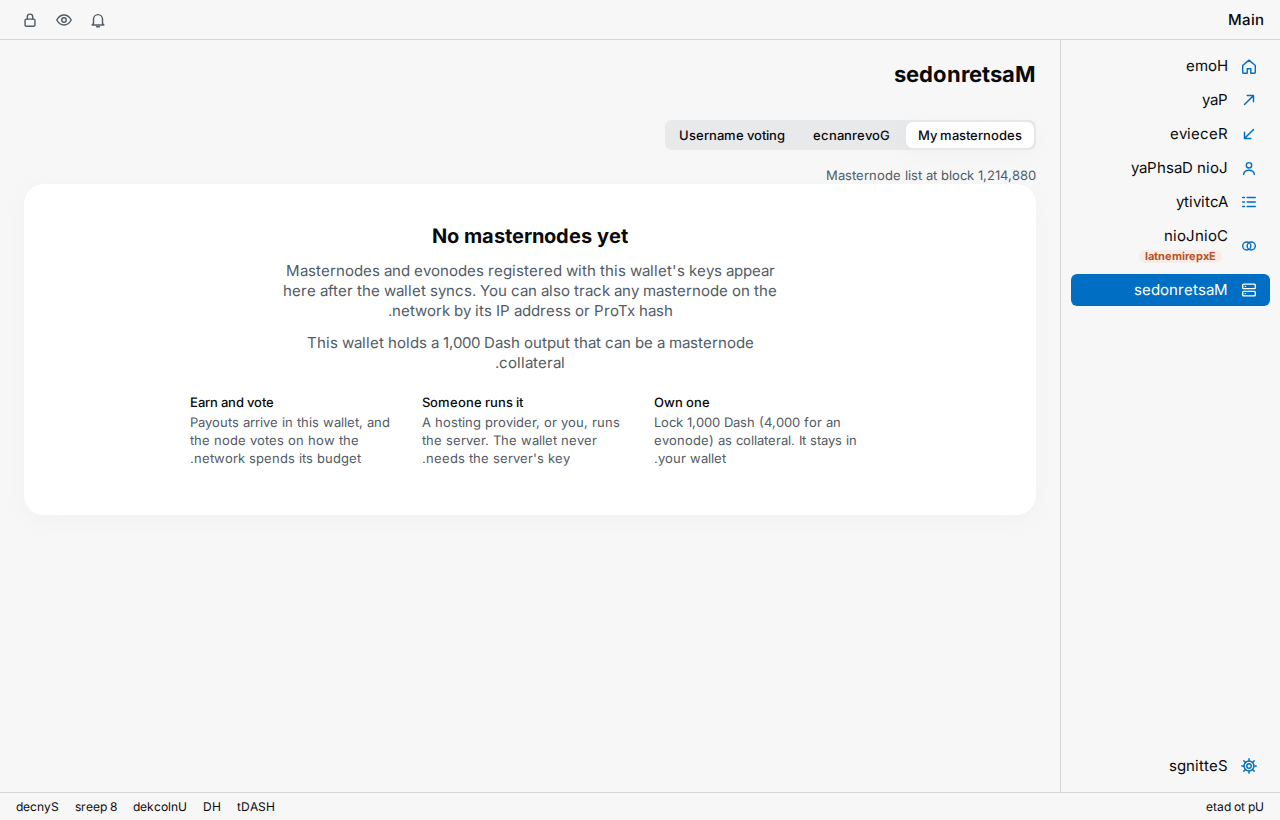 Main
emoH
yaP
evieceR
yaPhsaD nioJ
ytivitcA
nioJnioC
latnemirepxE
sedonretsaM
sgnitteS
sedonretsaM
My masternodes
ecnanrevoG
Username voting
Masternode list at block 1,214,880
No masternodes yet
Masternodes and evonodes registered with this wallet's keys appear
here after the wallet syncs. You can also track any masternode on the
.network by its IP address or ProTx hash
This wallet holds a 1,000 Dash output that can be a masternode
.collateral
Own one
Lock 1,000 Dash (4,000 for an
evonode) as collateral. It stays in
.your wallet
Someone runs it
A hosting provider, or you, runs
the server. The wallet never
.needs the server's key
Earn and vote
Payouts arrive in this wallet, and
the node votes on how the
.network spends its budget
etad ot pU
tDASH
DH
dekcolnU
sreep 8
decnyS